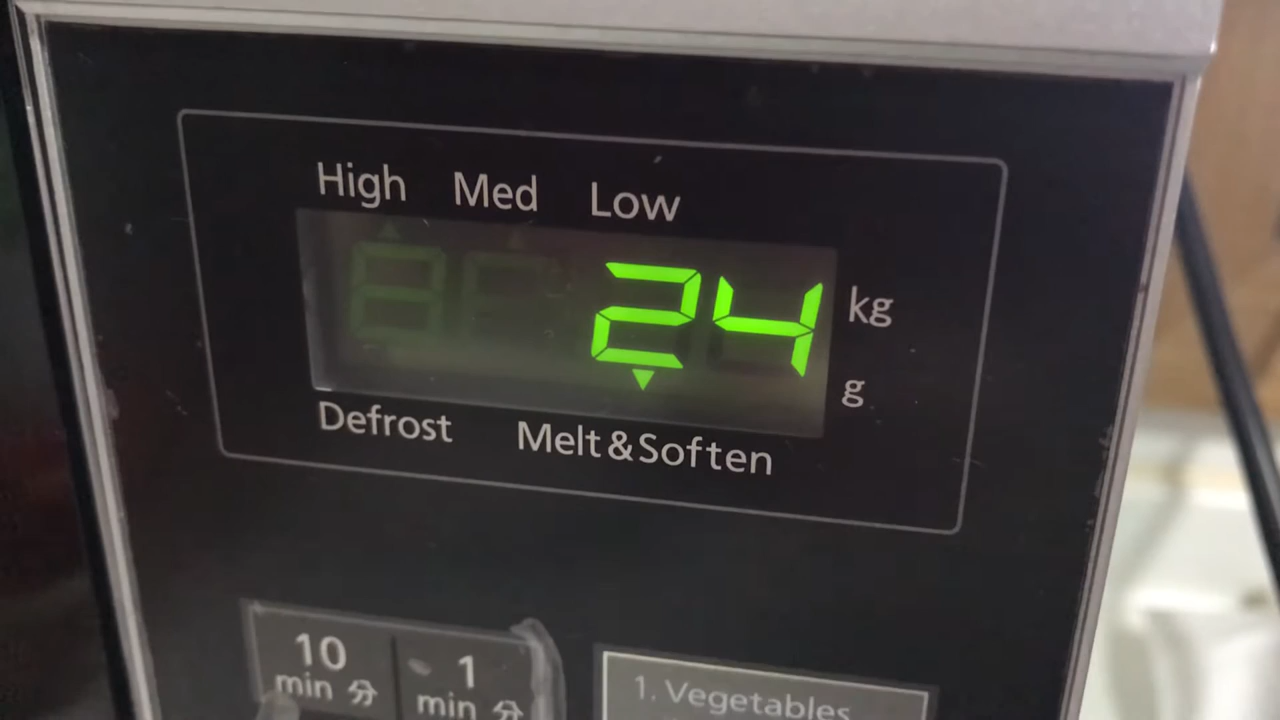 High Med Low
24
kg
g
Defrost Melt&Soften
10 1
min 分 min 分
1. Vegetables